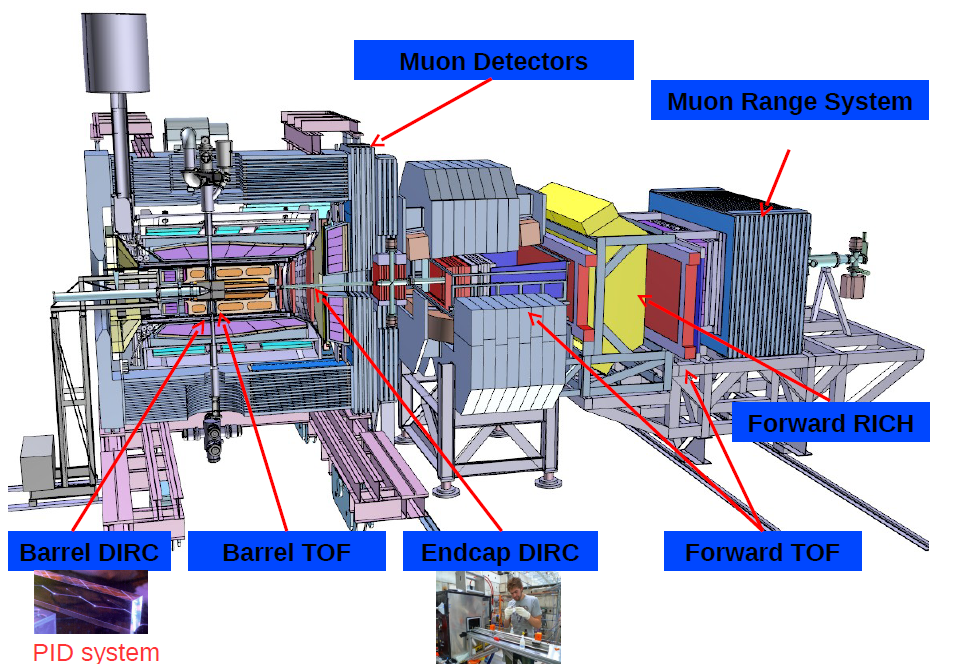 Muon Detectors
Muon Range System
Forward RICH
Barrel DIRC
Barrel TOF
Endcap DIRC
Forward TOF
PID system